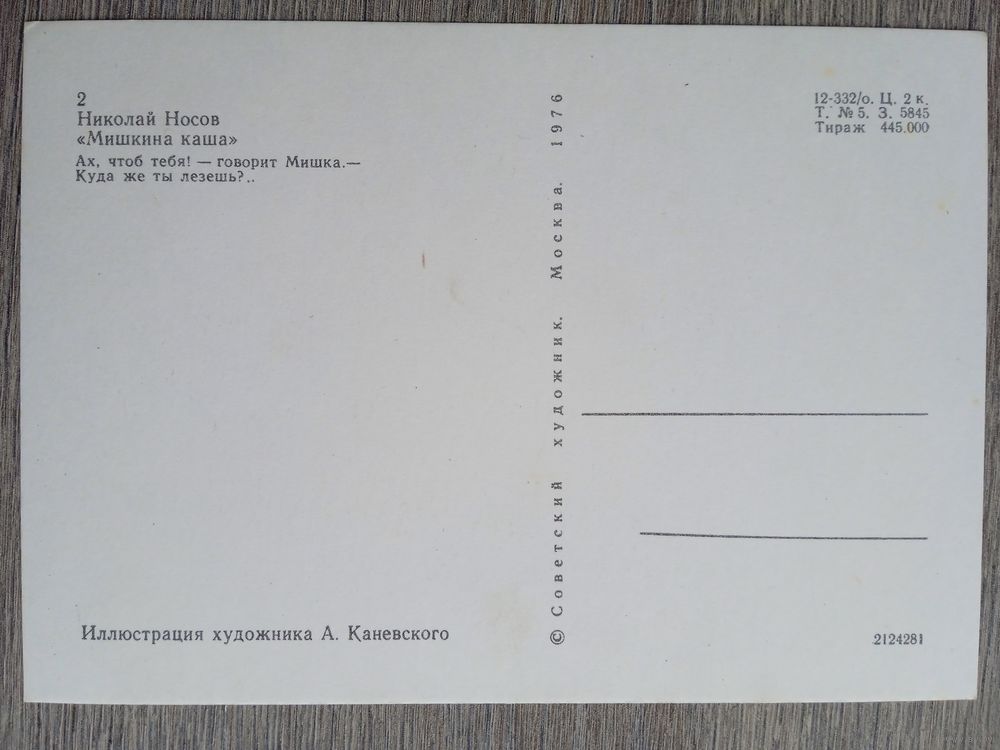 2
Николай Носов
«Мишкина каша»
Ах, чтоб тебя! — говорит Мишка.—
Куда же ты лезешь?..
Иллюстрация художника А. Каневского
© Советский художник. Москва. 1976
12-332/о. Ц. 2 к.
Т. № 5. З. 5845
Тираж 445.000
2124281